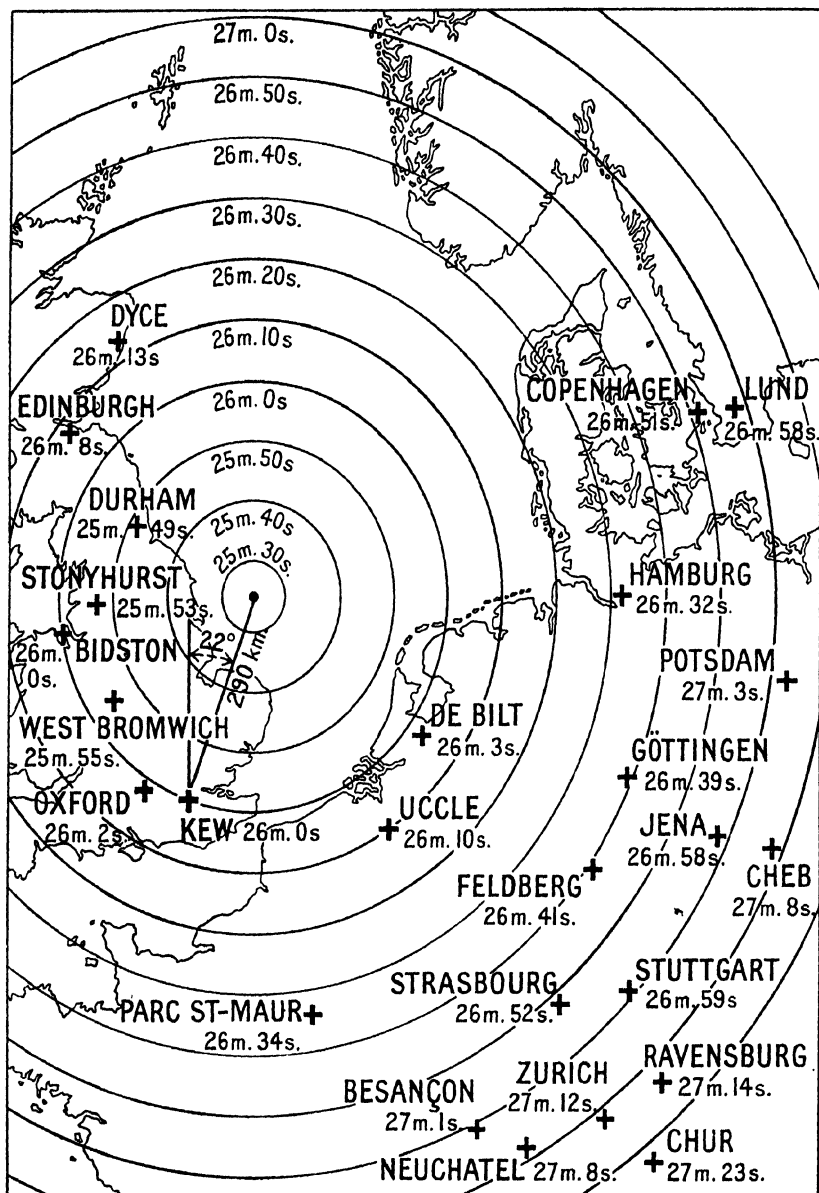 27m. 0s.
26m. 50s.
26m. 40s.
26m. 30s.
26m. 20s.
26m. 10s
26m. 0s
25m. 50s.
25m. 40s
25m. 30s.
DYCE
26m. 13s
EDINBURGH
26m. 8s.
DURHAM
25m. 49s.
STONYHURST
25m. 53s.
26m.
0s.
BIDSTON
22°
290 km.
WEST BROMWICH
25m. 55s.
OXFORD
26m. 2s.
KEW 26m. 0s
DE BILT
26m. 3s.
UCCLE
26m. 10s.
COPENHAGEN
26m. 51s.
LUND
26m. 58s.
HAMBURG
26m. 32s.
POTSDAM
27m. 3s.
GÖTTINGEN
26m. 39s.
JENA
26m. 58s.
CHEB
27m. 8s.
FELDBERG
26m. 41s.
STRASBOURG
26m. 52s.
STUTTGART
26m. 59s
PARC ST-MAUR
26m. 34s.
RAVENSBURG
27m. 14s.
ZURICH
27m. 12s.
BESANÇON
27m. 1s.
NEUCHATEL 27m. 8s.
CHUR
27m. 23s.